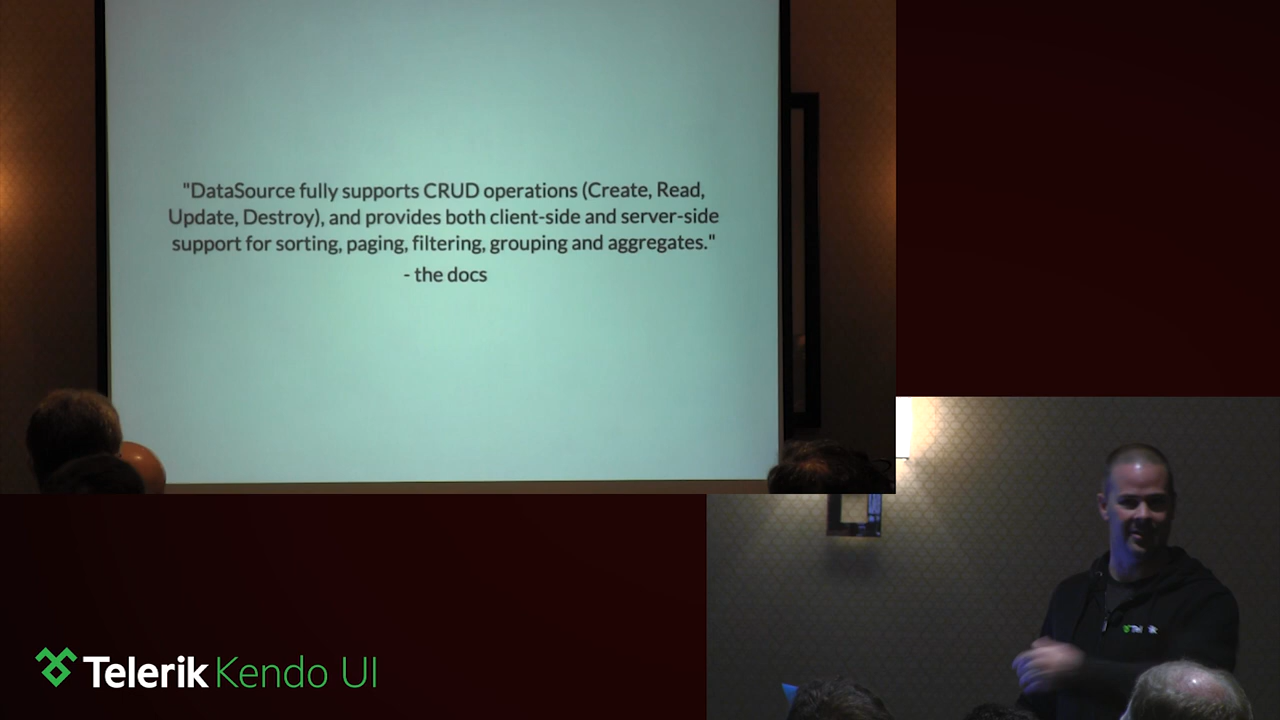 "DataSource fully supports CRUD operations (Create, Read,
Update, Destroy), and provides both client-side and server-side
support for sorting, paging, filtering, grouping and aggregates."
- the docs
Telerik Kendo UI